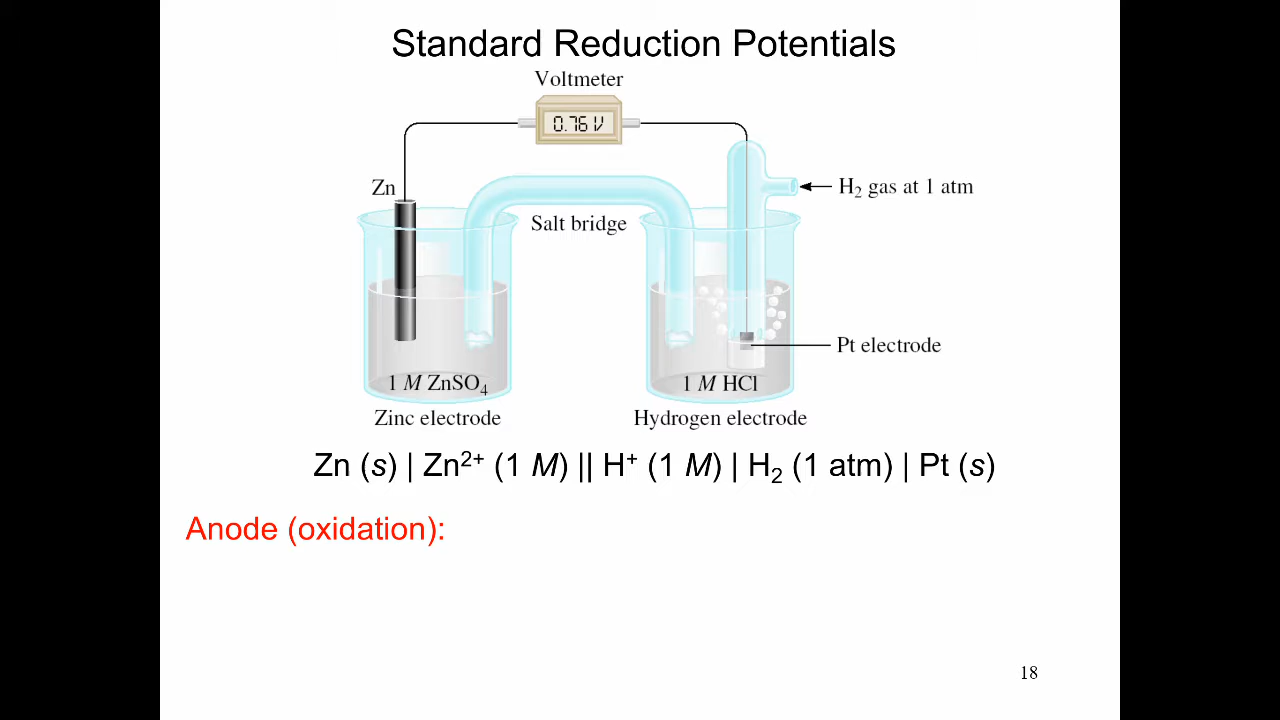 Standard Reduction Potentials
Voltmeter
0.76 V
Zn
H₂ gas at 1 atm
Salt bridge
Pt electrode
1 M ZnSO₄
1 M HCl
Zinc electrode
Hydrogen electrode
Zn (s) | Zn²⁺ (1 M) || H⁺ (1 M) | H₂ (1 atm) | Pt (s)
Anode (oxidation):
18